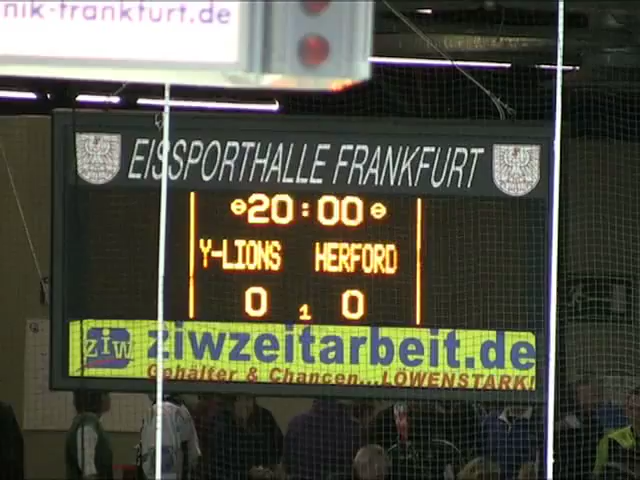 nik-frankfurt.de
EISSPORTHALLE FRANKFURT
20:00
Y-LIONS HERFORD
0 1 0
ziw ziwzeitarbeit.de
Gehälter & Chancen...LÖWENSTARK!